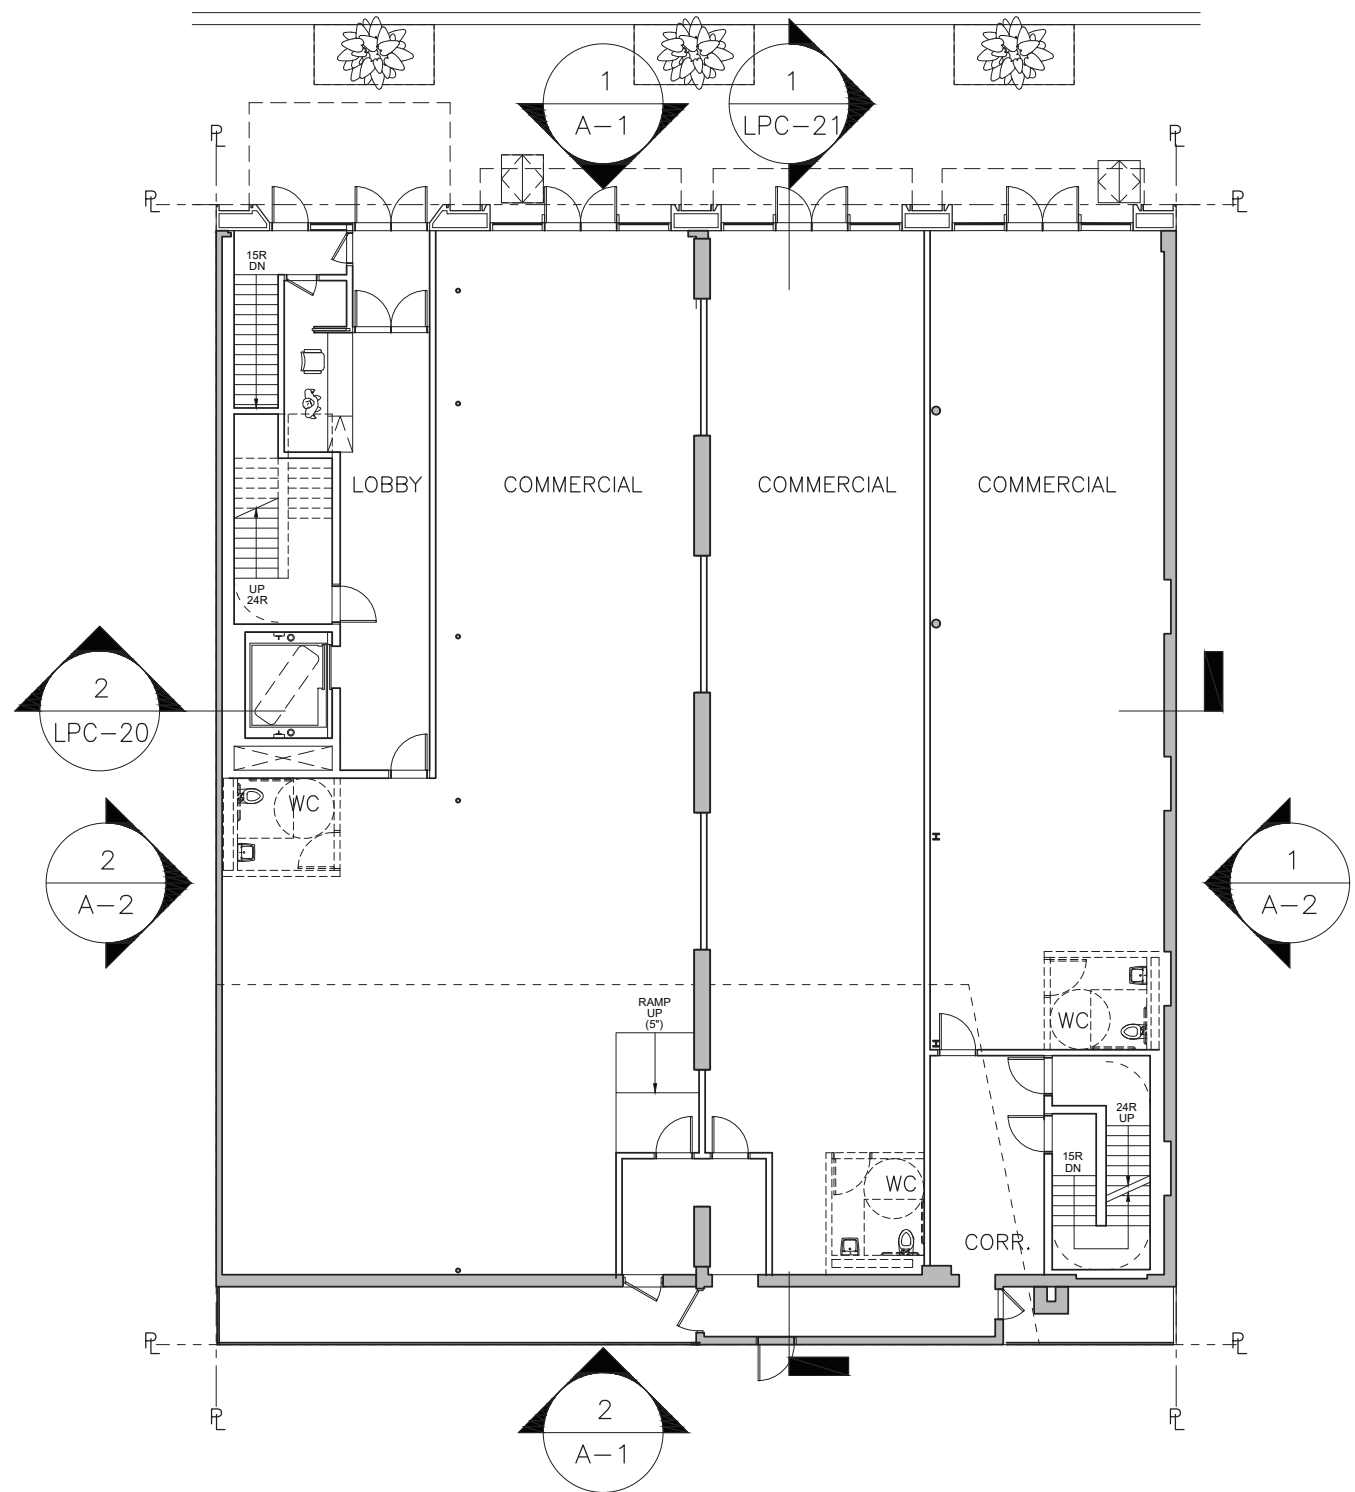 1
A-1
1
LPC-21
PL
PL
PL
PL
15R
DN
LOBBY
COMMERCIAL
COMMERCIAL
COMMERCIAL
UP
24R
2
LPC-20
WC
2
A-2
1
A-2
RAMP
UP
(5")
WC
24R
UP
15R
DN
WC
CORR.
PL
PL
2
A-1
PL
PL